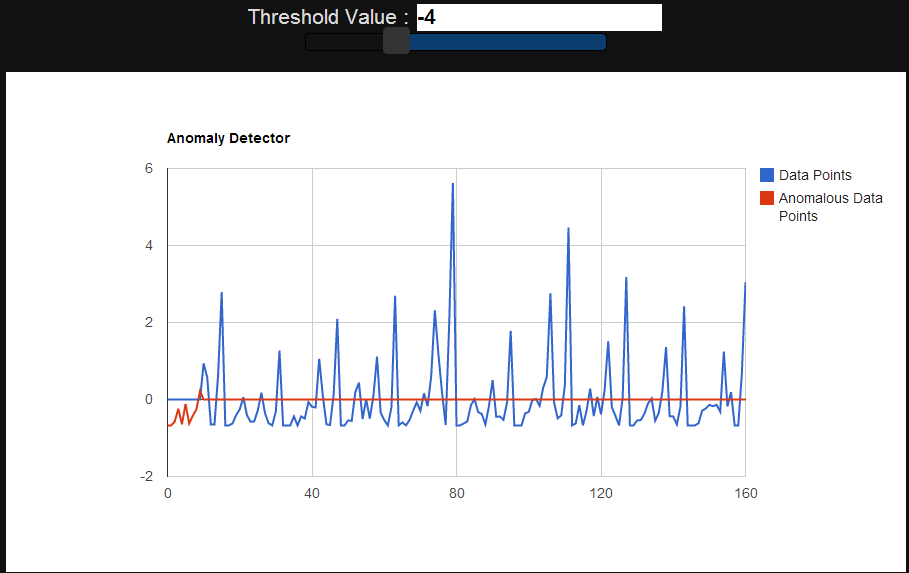 Threshold Value : -4
Anomaly Detector
6
4
2
0
-2
0 40 80 120 160
Data Points
Anomalous Data
Points